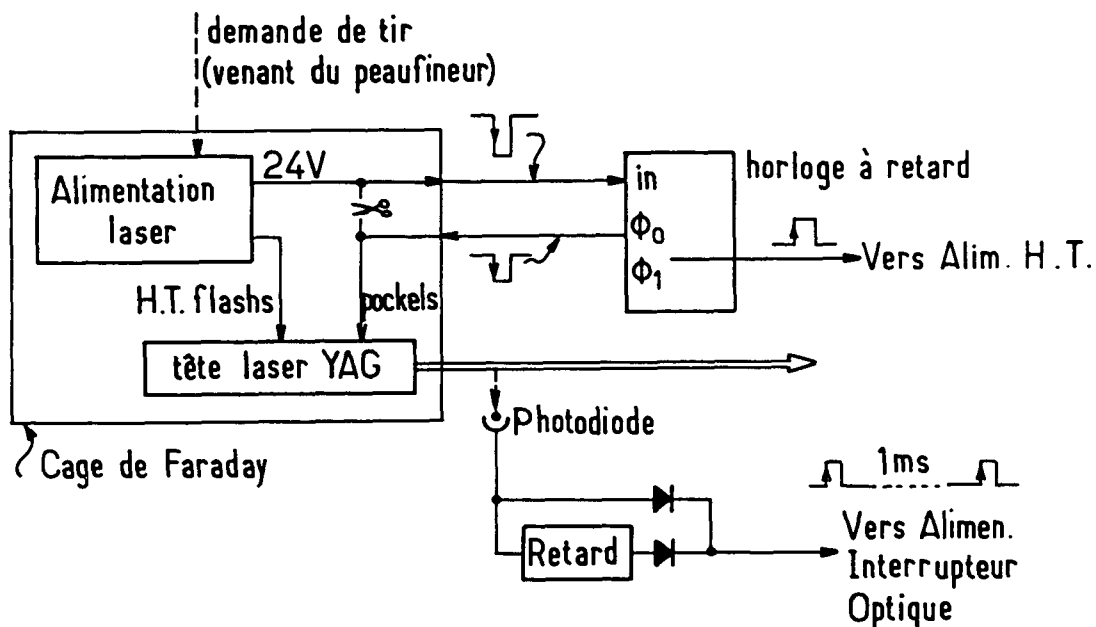 demande de tir
(venant du peaufineur)
Alimentation
laser
24V
H.T. flashs
pockels
tête laser YAG
Cage de Faraday
in
Φ0
Φ1
horloge à retard
Vers Alim. H.T.
Photodiode
Retard
1ms
Vers Alimen.
Interrupteur
Optique